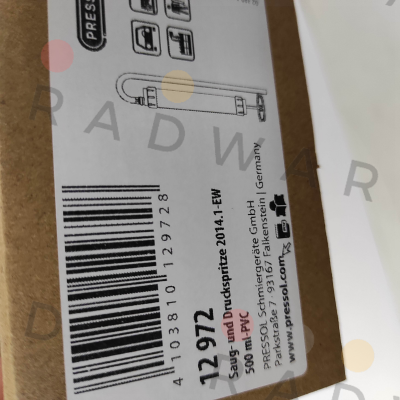 PRESSOL
12 972
Saug- und Druckspritze 2014.1-EW
500 ml-PVC
PRESSOL Schmiergeräte GmbH
Parkstraße 7 · 93167 Falkenstein | Germany
www.pressol.com
4 103810 129728
RADWAR
RADWAR